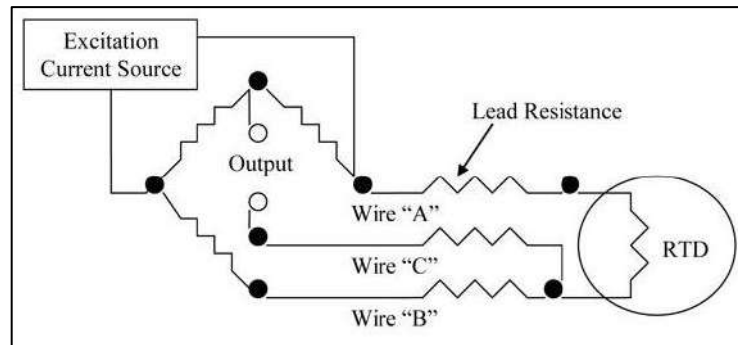 Excitation
Current Source
Lead Resistance
Output
Wire “A”
RTD
Wire “C”
Wire “B”